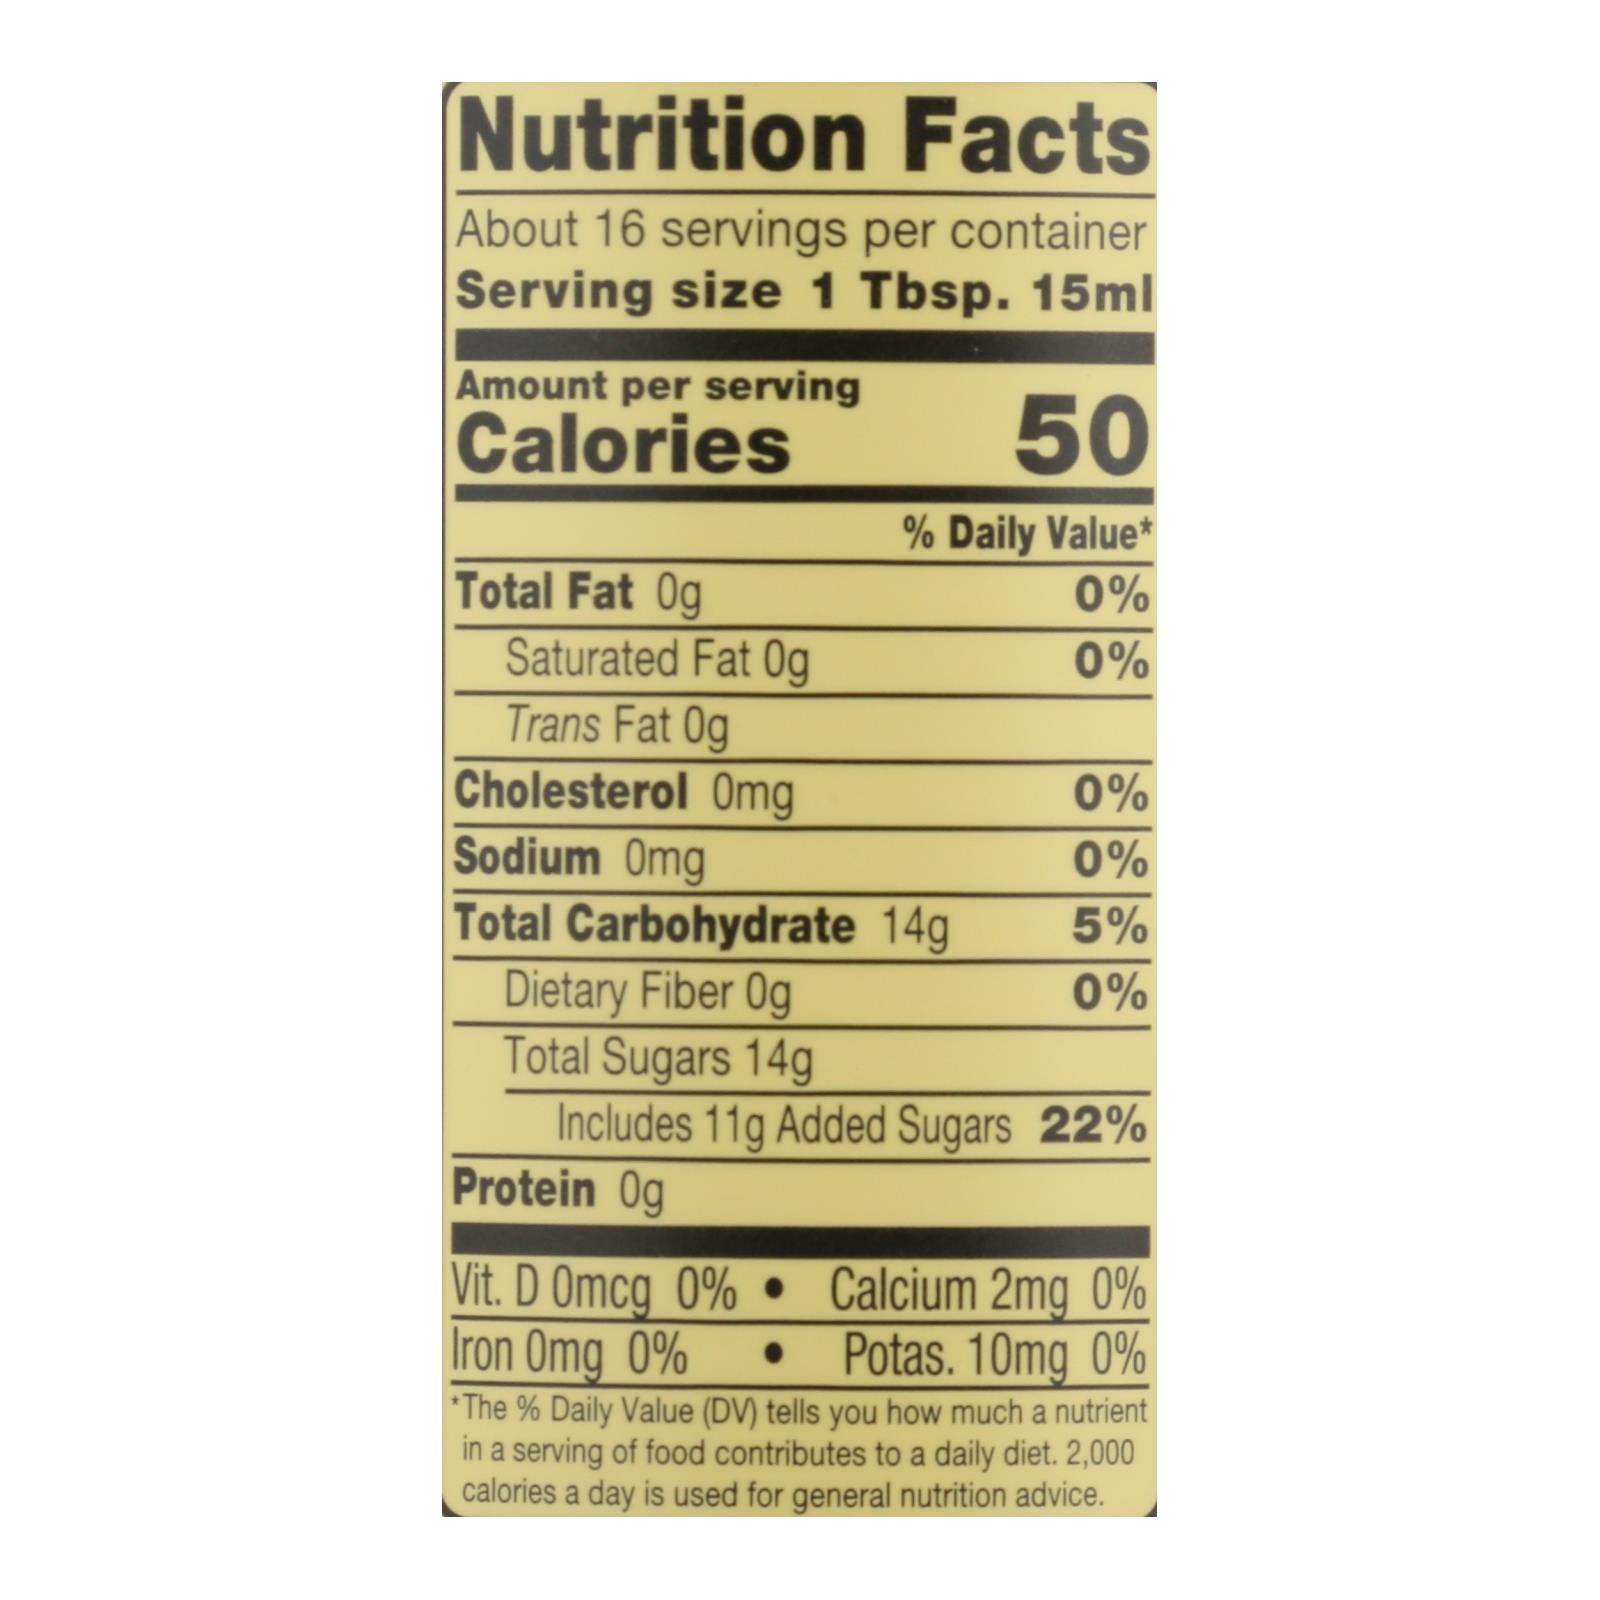 Nutrition Facts
About 16 servings per container
Serving size 1 Tbsp. 15ml
Amount per serving
Calories 50
% Daily Value*
Total Fat 0g 0%
Saturated Fat 0g 0%
Trans Fat 0g
Cholesterol 0mg 0%
Sodium 0mg 0%
Total Carbohydrate 14g 5%
Dietary Fiber 0g 0%
Total Sugars 14g
Includes 11g Added Sugars 22%
Protein 0g
Vit. D 0mcg 0% • Calcium 2mg 0%
Iron 0mg 0% • Potas. 10mg 0%
*The % Daily Value (DV) tells you how much a nutrient
in a serving of food contributes to a daily diet. 2,000
calories a day is used for general nutrition advice.